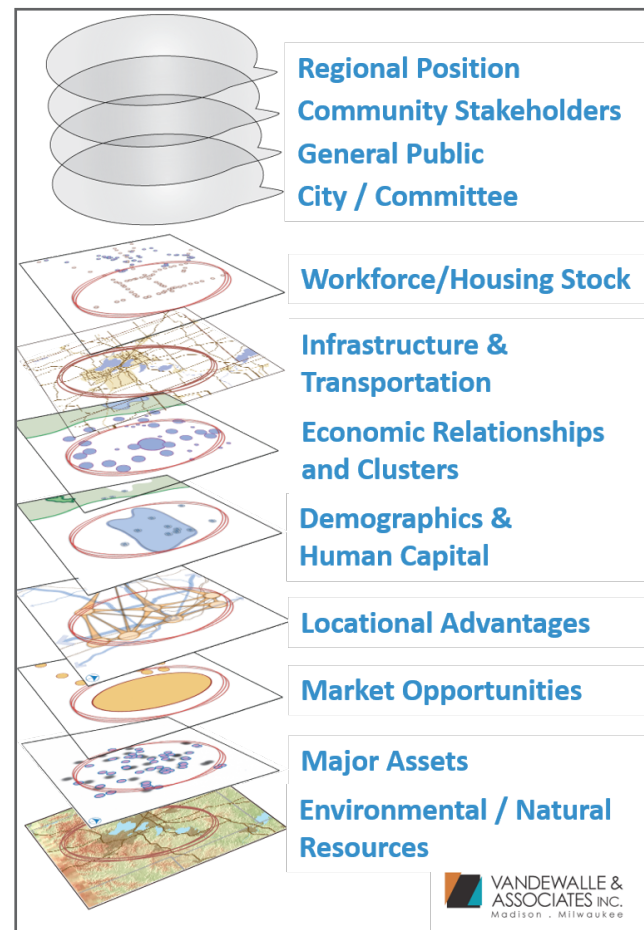 Regional Position
Community Stakeholders
General Public
City / Committee
Workforce/Housing Stock
Infrastructure &
Transportation
Economic Relationships
and Clusters
Demographics &
Human Capital
Locational Advantages
Market Opportunities
Major Assets
Environmental / Natural
Resources
VANDEWALLE &
ASSOCIATES INC.
Madison . Milwaukee